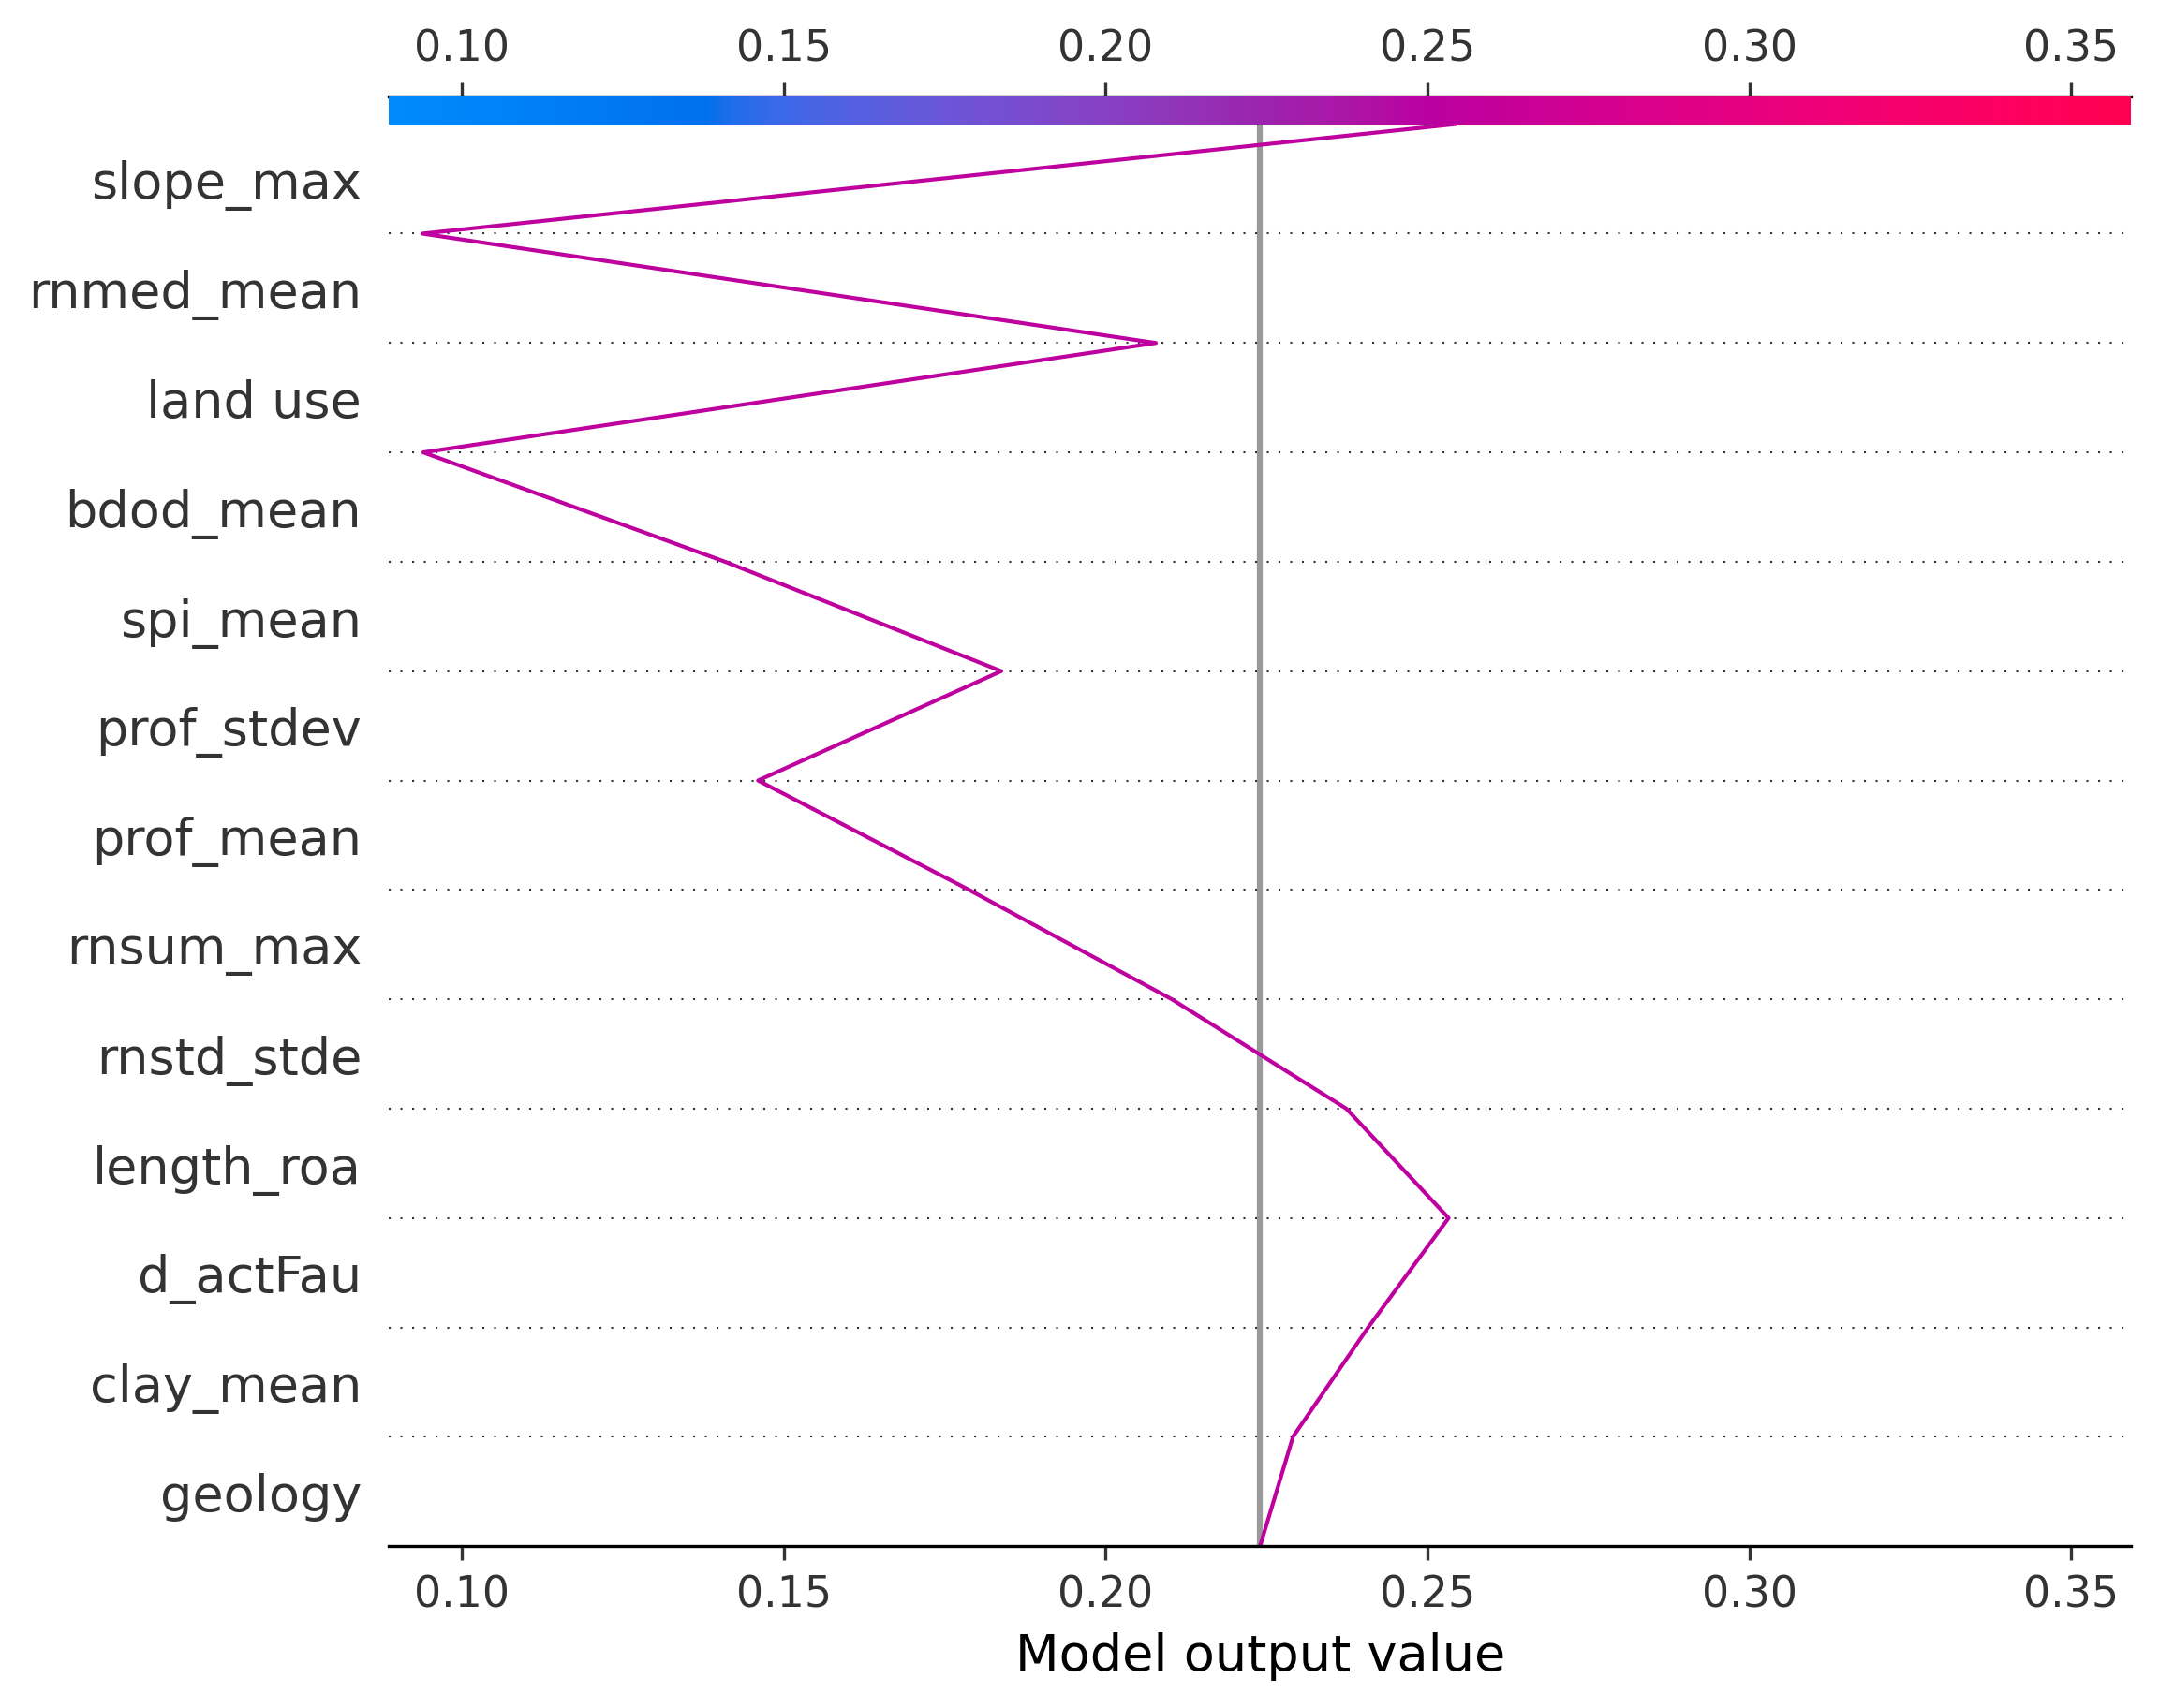 0.10 0.15 0.20 0.25 0.30 0.35
slope_max
rnmed_mean
land use
bdod_mean
spi_mean
prof_stdev
prof_mean
rnsum_max
rnstd_stde
length_roa
d_actFau
clay_mean
geology
0.10 0.15 0.20 0.25 0.30 0.35
Model output value